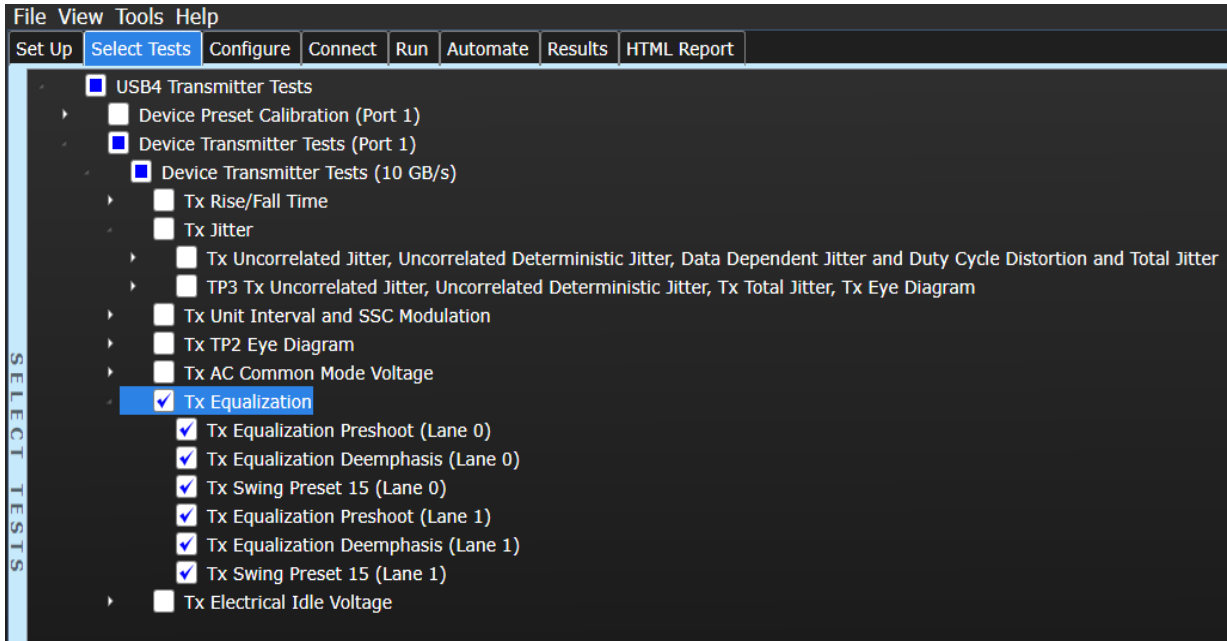 File View Tools Help
Set Up Select Tests Configure Connect Run Automate Results HTML Report
USB4 Transmitter Tests
Device Preset Calibration (Port 1)
Device Transmitter Tests (Port 1)
Device Transmitter Tests (10 GB/s)
Tx Rise/Fall Time
Tx Jitter
Tx Uncorrelated Jitter, Uncorrelated Deterministic Jitter, Data Dependent Jitter and Duty Cycle Distortion and Total Jitter
TP3 Tx Uncorrelated Jitter, Uncorrelated Deterministic Jitter, Tx Total Jitter, Tx Eye Diagram
Tx Unit Interval and SSC Modulation
Tx TP2 Eye Diagram
Tx AC Common Mode Voltage
Tx Equalization
Tx Equalization Preshoot (Lane 0)
Tx Equalization Deemphasis (Lane 0)
Tx Swing Preset 15 (Lane 0)
Tx Equalization Preshoot (Lane 1)
Tx Equalization Deemphasis (Lane 1)
Tx Swing Preset 15 (Lane 1)
Tx Electrical Idle Voltage
SELECT TESTS